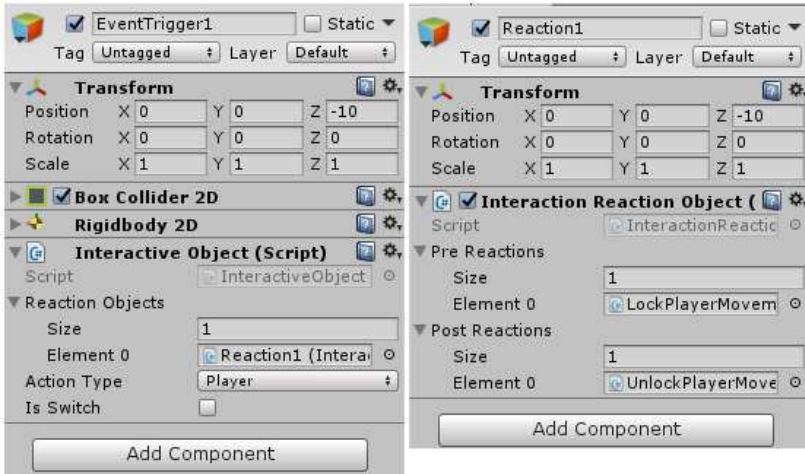 EventTrigger1 Static
Tag Untagged Layer Default
Transform
Position X 0 Y 0 Z -10
Rotation X 0 Y 0 Z 0
Scale X 1 Y 1 Z 1
Box Collider 2D
Rigidbody 2D
Interactive Object (Script)
Script InteractiveObject
Reaction Objects
Size 1
Element 0 Reaction1 (Intera
Action Type Player
Is Switch
Add Component
Reaction1 Static
Tag Untagged Layer Default
Transform
Position X 0 Y 0 Z -10
Rotation X 0 Y 0 Z 0
Scale X 1 Y 1 Z 1
Interaction Reaction Object (
Script InteractionReactic
Pre Reactions
Size 1
Element 0 LockPlayerMovem
Post Reactions
Size 1
Element 0 UnlockPlayerMove
Add Component